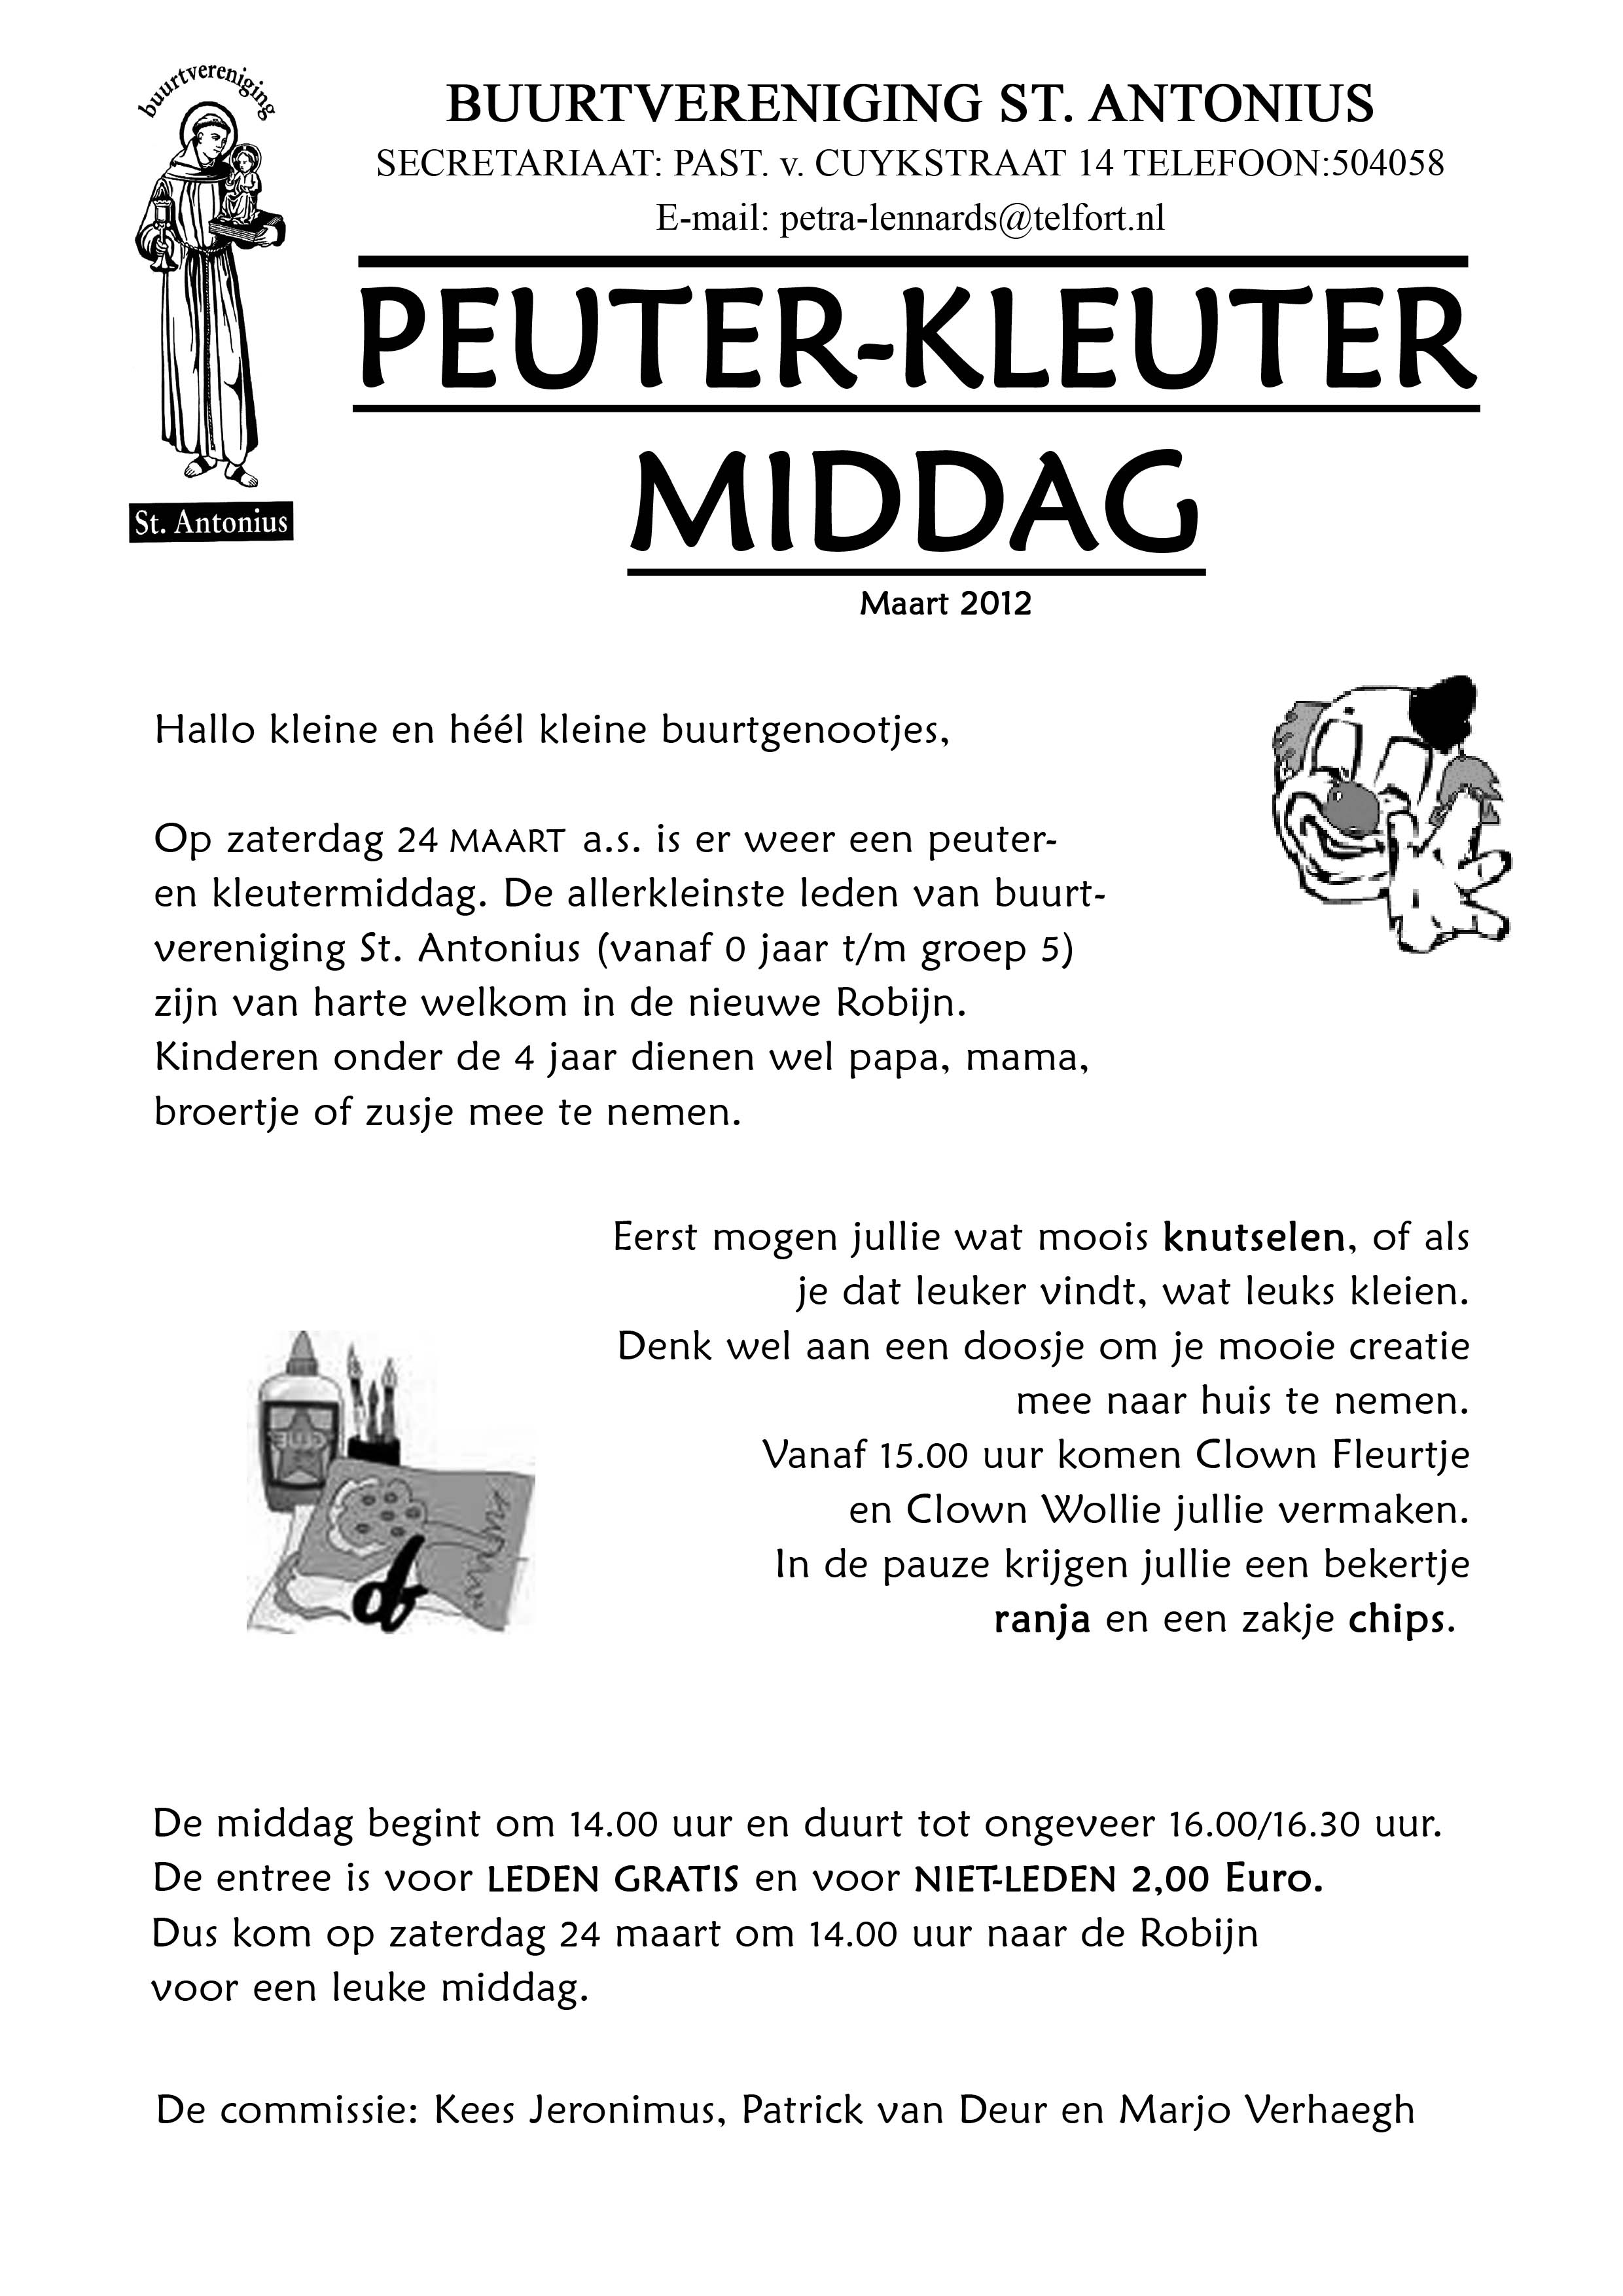 buurtvereniging
St. Antonius
BUURTVERENIGING ST. ANTONIUS
SECRETARIAAT: PAST. v. CUYKSTRAAT 14 TELEFOON:504058
E-mail: petra-lennards@telfort.nl
PEUTER-KLEUTER
MIDDAG
Maart 2012
Hallo kleine en héél kleine buurtgenootjes,
Op zaterdag 24 MAART a.s. is er weer een peuter-
en kleutermiddag. De allerkleinste leden van buurt-
vereniging St. Antonius (vanaf 0 jaar t/m groep 5)
zijn van harte welkom in de nieuwe Robijn.
Kinderen onder de 4 jaar dienen wel papa, mama,
broertje of zusje mee te nemen.
Eerst mogen jullie wat moois knutselen, of als
je dat leuker vindt, wat leuks kleien.
Denk wel aan een doosje om je mooie creatie
mee naar huis te nemen.
Vanaf 15.00 uur komen Clown Fleurtje
en Clown Wollie jullie vermaken.
In de pauze krijgen jullie een bekertje
ranja en een zakje chips.
De middag begint om 14.00 uur en duurt tot ongeveer 16.00/16.30 uur.
De entree is voor LEDEN GRATIS en voor NIET-LEDEN 2,00 Euro.
Dus kom op zaterdag 24 maart om 14.00 uur naar de Robijn
voor een leuke middag.
De commissie: Kees Jeronimus, Patrick van Deur en Marjo Verhaegh